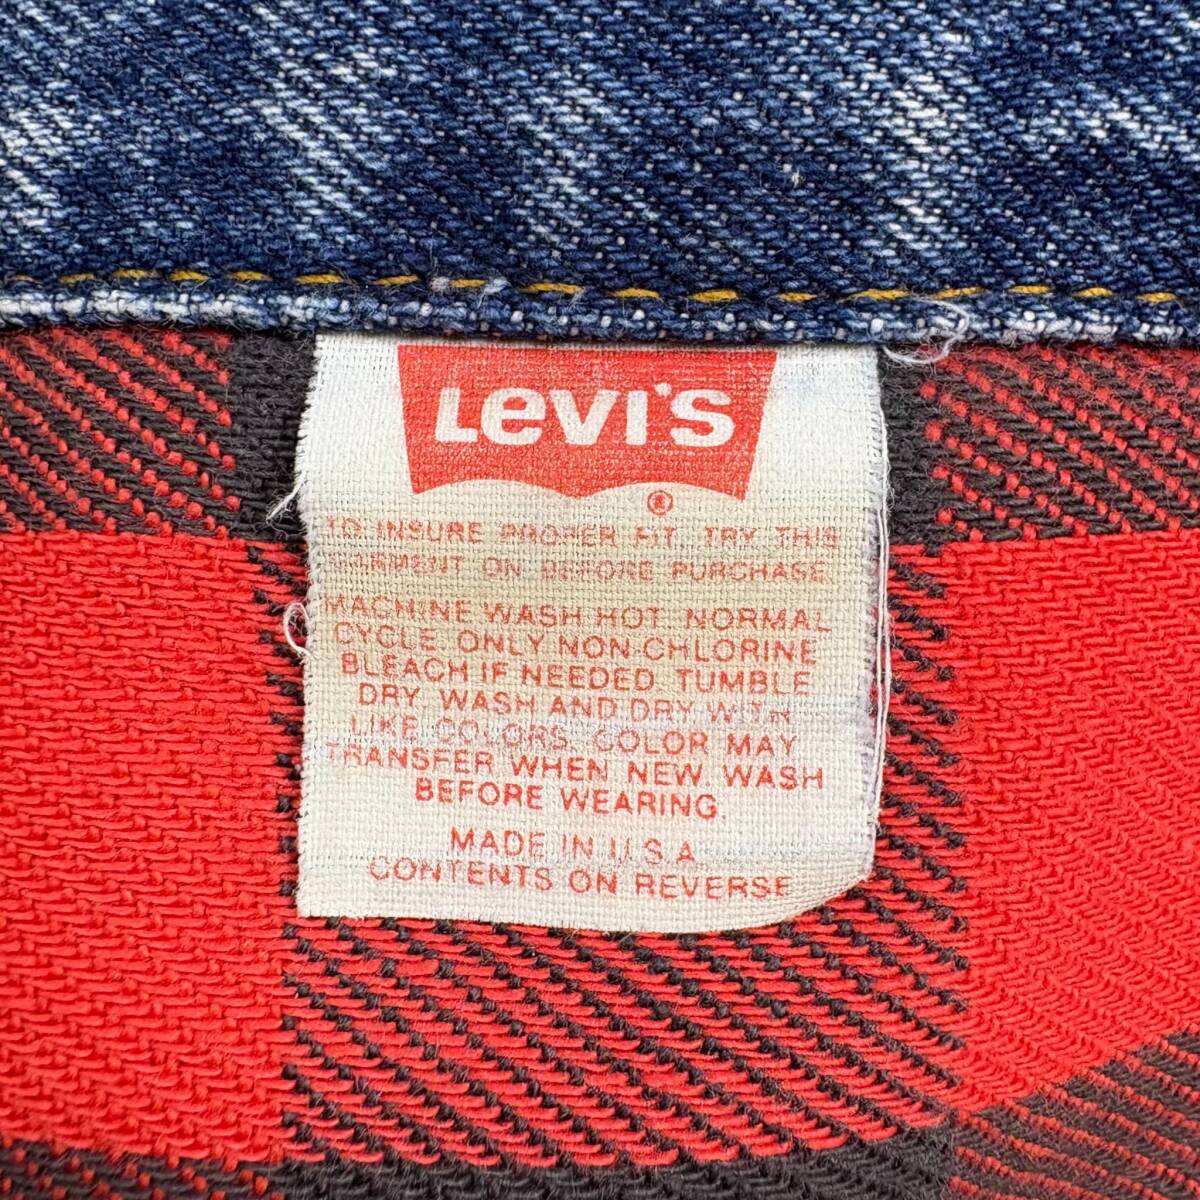 Levi's
®
TO INSURE PROPER FIT, TRY THIS
GARMENT ON BEFORE PURCHASE
MACHINE WASH HOT. NORMAL
CYCLE. ONLY NON-CHLORINE
BLEACH IF NEEDED. TUMBLE
DRY. WASH AND DRY WITH
LIKE COLORS. COLOR MAY
TRANSFER WHEN NEW. WASH
BEFORE WEARING.
MADE IN U.S.A.
CONTENTS ON REVERSE